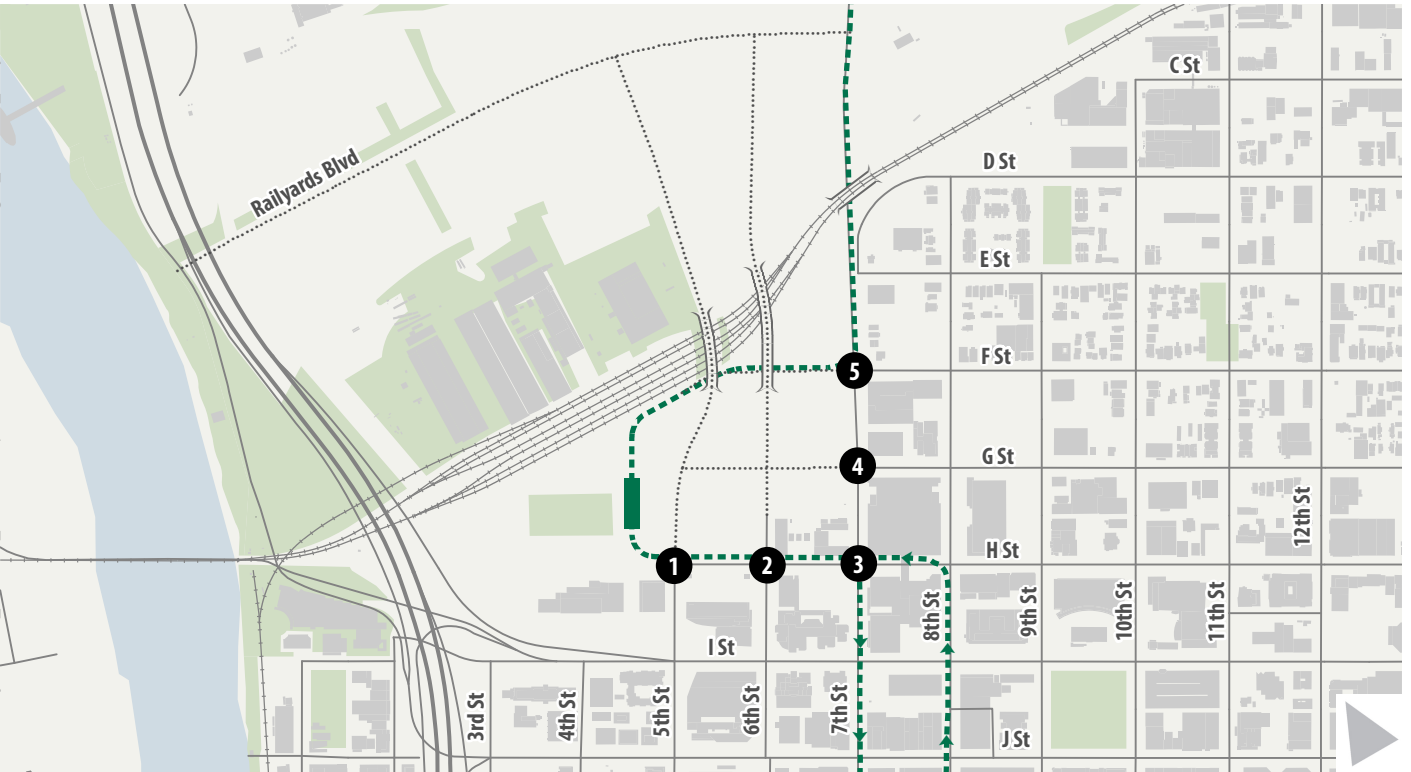 C St
D St
Railyards Blvd
E St
F St
5
G St
4
12th St
H St
1
2
3
8th St
9th St
10th St
11th St
I St
3rd St
4th St
5th St
6th St
7th St
J St